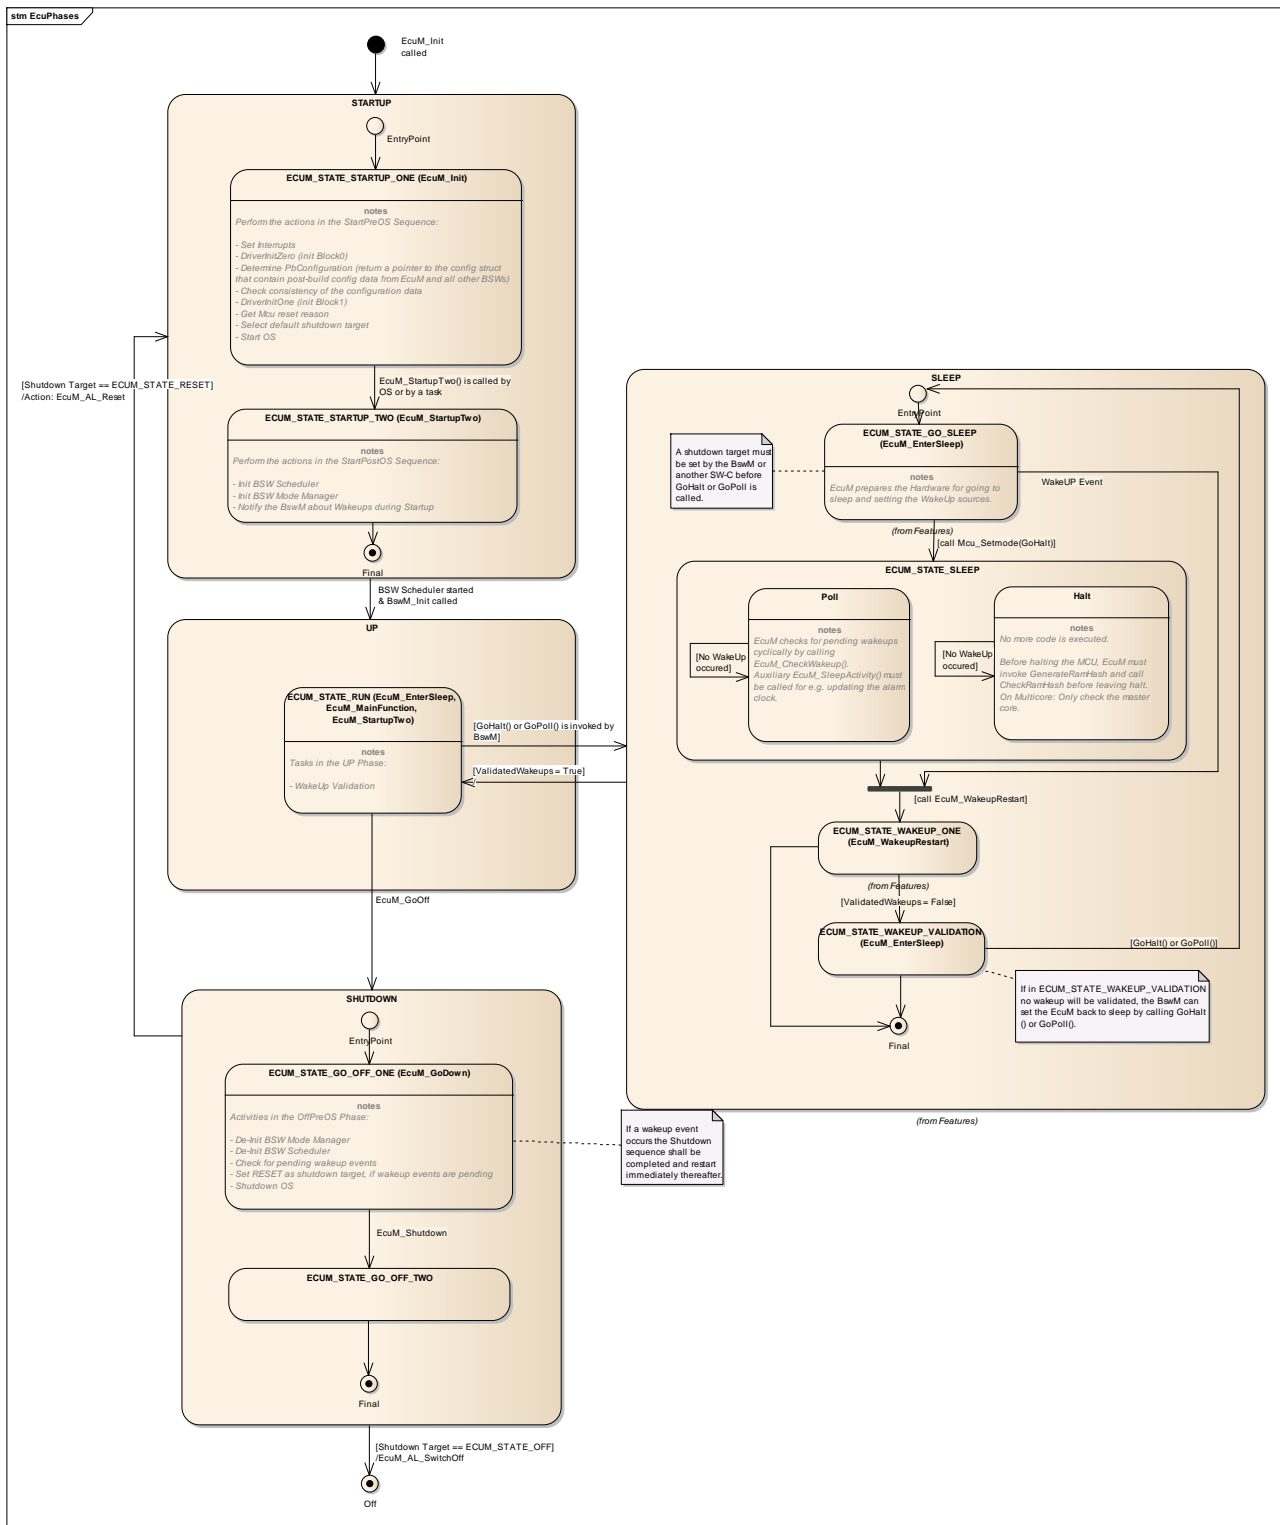 stm EcuPhases
EcuM_Init
called
STARTUP
EntryPoint
ECUM_STATE_STARTUP_ONE (EcuM_Init)
notes
Perform the actions in the StartPreOS Sequence:
- Set Interrupts
- DriverInitZero (init Block0)
- Determine PbConfiguration (return a pointer to the config struct
that contain post-build config data from EcuM and all other BSWs)
- Check consistency of the configuration data
- DriverInitOne (init Block1)
- Get Mcu reset reason
- Select default shutdown target
- Start OS
EcuM_StartupTwo() is called by
OS or by a task
ECUM_STATE_STARTUP_TWO (EcuM_StartupTwo)
notes
Perform the actions in the StartPostOS Sequence:
- Init BSW Scheduler
- Init BSW Mode Manager
- Notify the BswM about Wakeups during Startup
Final
BSW Scheduler started
& BswM_Init called
[Shutdown Target == ECUM_STATE_RESET]
/Action: EcuM_AL_Reset
UP
ECUM_STATE_RUN (EcuM_EnterSleep,
EcuM_MainFunction,
EcuM_StartupTwo)
notes
Tasks in the UP Phase:
- WakeUp Validation
[GoHalt() or GoPoll() is invoked by
BswM]
[ValidatedWakeups = True]
/
EcuM_GoOff
SLEEP
EntryPoint
ECUM_STATE_GO_SLEEP
(EcuM_EnterSleep)
notes
EcuM prepares the Hardware for going to
sleep and setting the WakeUp sources.
(from Features)
A shutdown target must
be set by the BswM or
another SW-C before
GoHalt or GoPoll is
called.
WakeUP Event
[call Mcu_Setmode(GoHalt)]
ECUM_STATE_SLEEP
Poll
notes
EcuM checks for pending wakeups
cyclically by calling
EcuM_CheckWakeup().
Auxiliary EcuM_SleepActivity() must
be called for e.g. updating the alarm
clock.
[No WakeUp
occured]
Halt
notes
No more code is executed.
Before halting the MCU, EcuM must
invoke GenerateRamHash and call
CheckRamHash before leaving halt.
On Multicore: Only check the master
core.
[No WakeUp
occured]
[call EcuM_WakeupRestart]
ECUM_STATE_WAKEUP_ONE
(EcuM_WakeupRestart)
(from Features)
[ValidatedWakeups = False]
ECUM_STATE_WAKEUP_VALIDATION
(EcuM_EnterSleep)
[GoHalt() or GoPoll()]
If in ECUM_STATE_WAKEUP_VALIDATION
no wakeup will be validated, the BswM can
set the EcuM back to sleep by calling GoHalt
() or GoPoll().
Final
(from Features)
SHUTDOWN
EntryPoint
ECUM_STATE_GO_OFF_ONE (EcuM_GoDown)
notes
Activities in the OffPreOS Phase:
- De-Init BSW Mode Manager
- De-Init BSW Scheduler
- Check for pending wakeup events
- Set RESET as shutdown target, if wakeup events are pending
- Shutdown OS
If a wakeup event
occurs the Shutdown
sequence shall be
completed and restart
immediately thereafter.
EcuM_Shutdown
ECUM_STATE_GO_OFF_TWO
Final
[Shutdown Target == ECUM_STATE_OFF]
/EcuM_AL_SwitchOff
Off